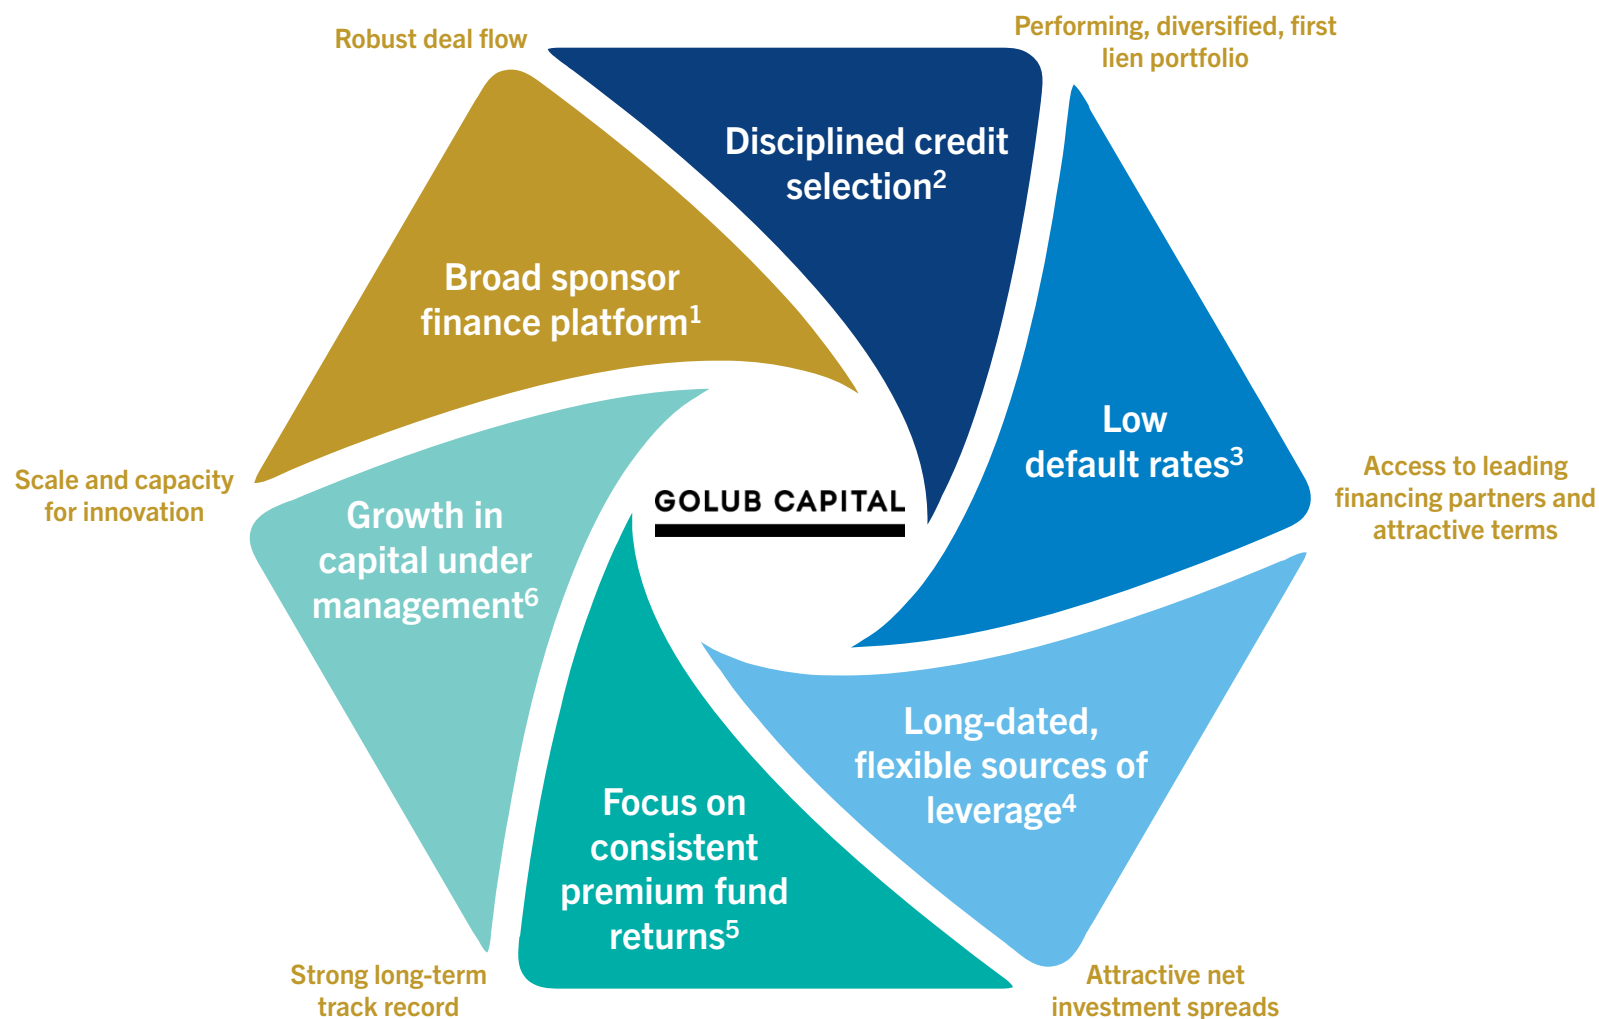 Robust deal flow
Performing, diversified, first
lien portfolio
Disciplined credit
selection²
Broad sponsor
finance platform¹
Low
default rates³
Scale and capacity
for innovation
Access to leading
financing partners and
attractive terms
GOLUB CAPITAL
Growth in
capital under
management⁶
Long-dated,
flexible sources of
leverage⁴
Focus on
consistent
premium fund
returns⁵
Strong long-term
track record
Attractive net
investment spreads